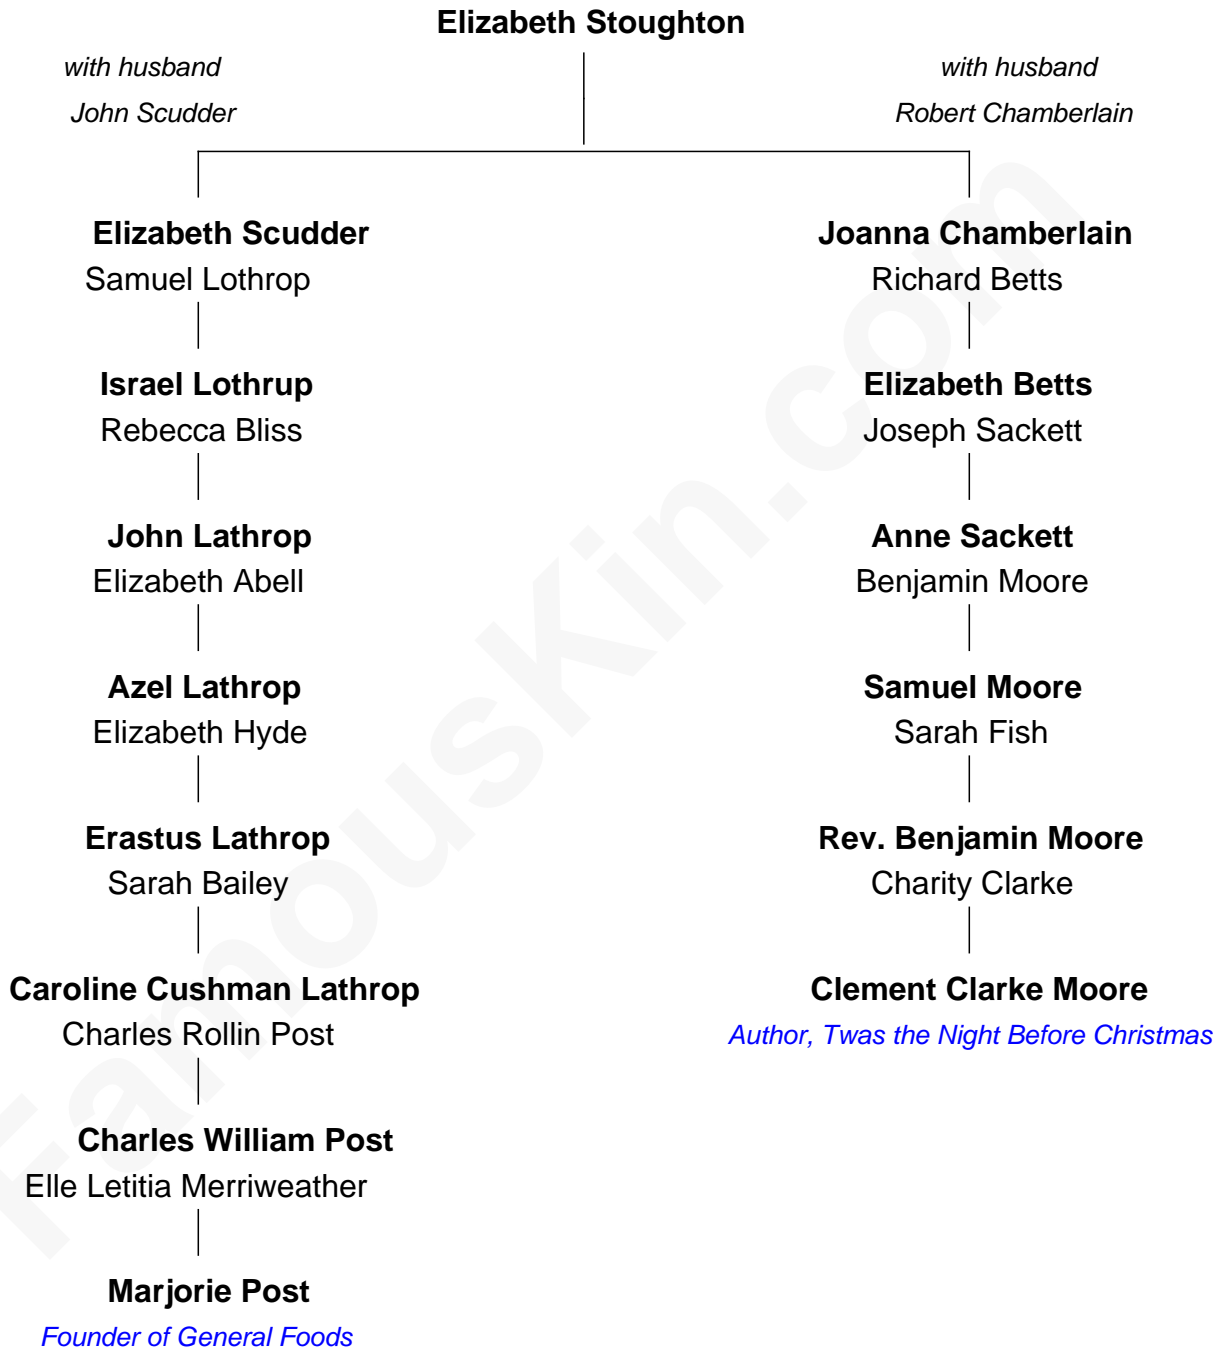 Elizabeth Stoughton
with husband
John Scudder
with husband
Robert Chamberlain
Elizabeth Scudder
Samuel Lothrop
Joanna Chamberlain
Richard Betts
Israel Lothrup
Rebecca Bliss
Elizabeth Betts
Joseph Sackett
John Lathrop
Elizabeth Abell
Anne Sackett
Benjamin Moore
Azel Lathrop
Elizabeth Hyde
Samuel Moore
Sarah Fish
Erastus Lathrop
Sarah Bailey
Rev. Benjamin Moore
Charity Clarke
Caroline Cushman Lathrop
Charles Rollin Post
Clement Clarke Moore
Author, Twas the Night Before Christmas
Charles William Post
Elle Letitia Merriweather
Marjorie Post
Founder of General Foods
FamousKin.com